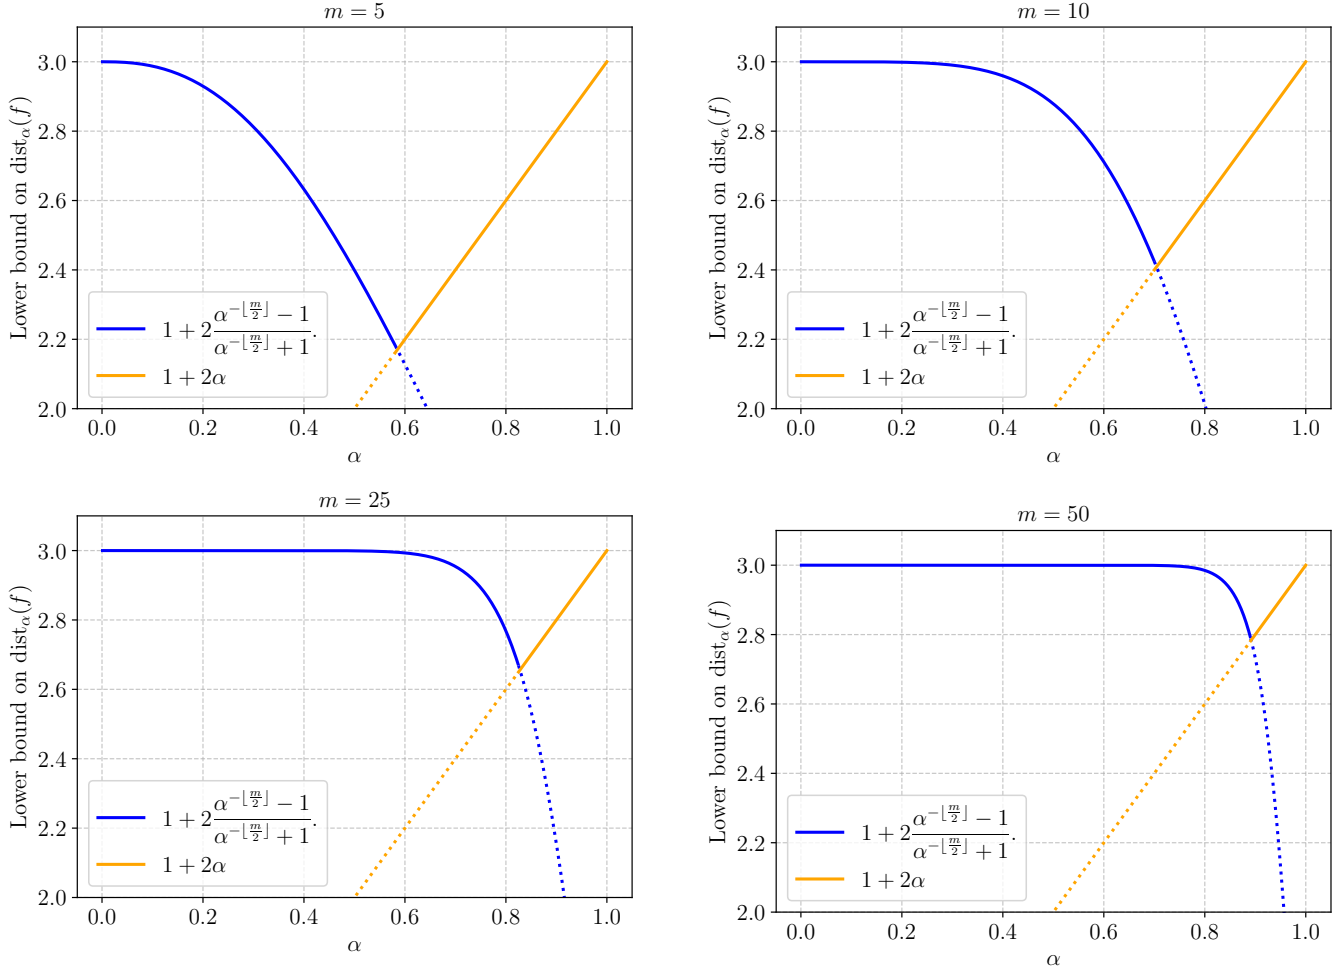 m = 5
Lower bound on dist_α(f)
3.0
2.8
2.6
2.4
2.2
2.0
1 + 2 (α^{−⌊m/2⌋} − 1)/(α^{−⌊m/2⌋} + 1).
1 + 2α
0.0 0.2 0.4 0.6 0.8 1.0
α
m = 10
Lower bound on dist_α(f)
3.0
2.8
2.6
2.4
2.2
2.0
1 + 2 (α^{−⌊m/2⌋} − 1)/(α^{−⌊m/2⌋} + 1).
1 + 2α
0.0 0.2 0.4 0.6 0.8 1.0
α
m = 25
Lower bound on dist_α(f)
3.0
2.8
2.6
2.4
2.2
2.0
1 + 2 (α^{−⌊m/2⌋} − 1)/(α^{−⌊m/2⌋} + 1).
1 + 2α
0.0 0.2 0.4 0.6 0.8 1.0
α
m = 50
Lower bound on dist_α(f)
3.0
2.8
2.6
2.4
2.2
2.0
1 + 2 (α^{−⌊m/2⌋} − 1)/(α^{−⌊m/2⌋} + 1).
1 + 2α
0.0 0.2 0.4 0.6 0.8 1.0
α